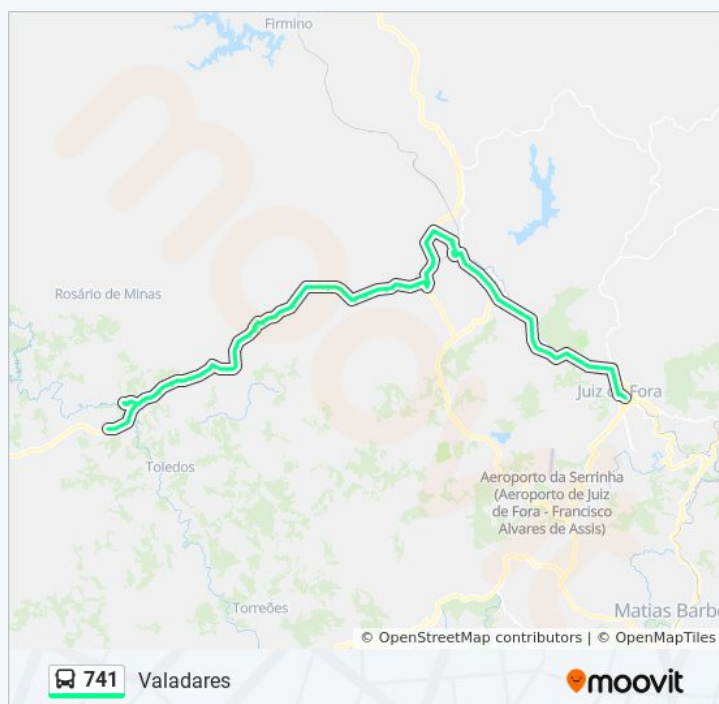 Firmino
Rosário de Minas
Juiz de Fora
Toledos
Aeroporto da Serrinha
(Aeroporto de Juiz
de Fora - Francisco
Alvares de Assis)
Torreões
Matias Barb
© OpenStreetMap contributors | © OpenMapTiles
741 Valadares
moovit